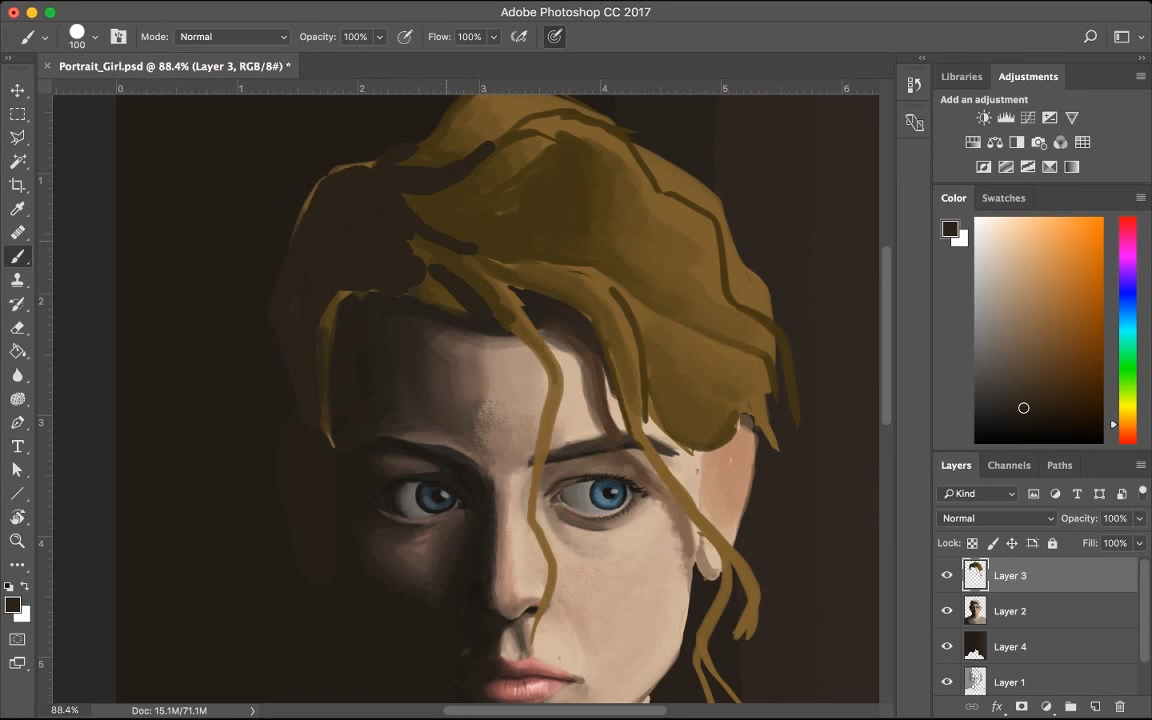 Adobe Photoshop CC 2017
100
Mode: Normal
Opacity: 100%
Flow: 100%
Portrait_Girl.psd @ 88.4% (Layer 3, RGB/8#) *
0 1 2 3 4 5 6
1
2
3
4
5
Libraries Adjustments
Add an adjustment
Color Swatches
Layers Channels Paths
Kind
Normal Opacity: 100%
Lock: Fill: 100%
Layer 3
Layer 2
Layer 4
Layer 1
T
fx
88.4% Doc: 15.1M/71.1M